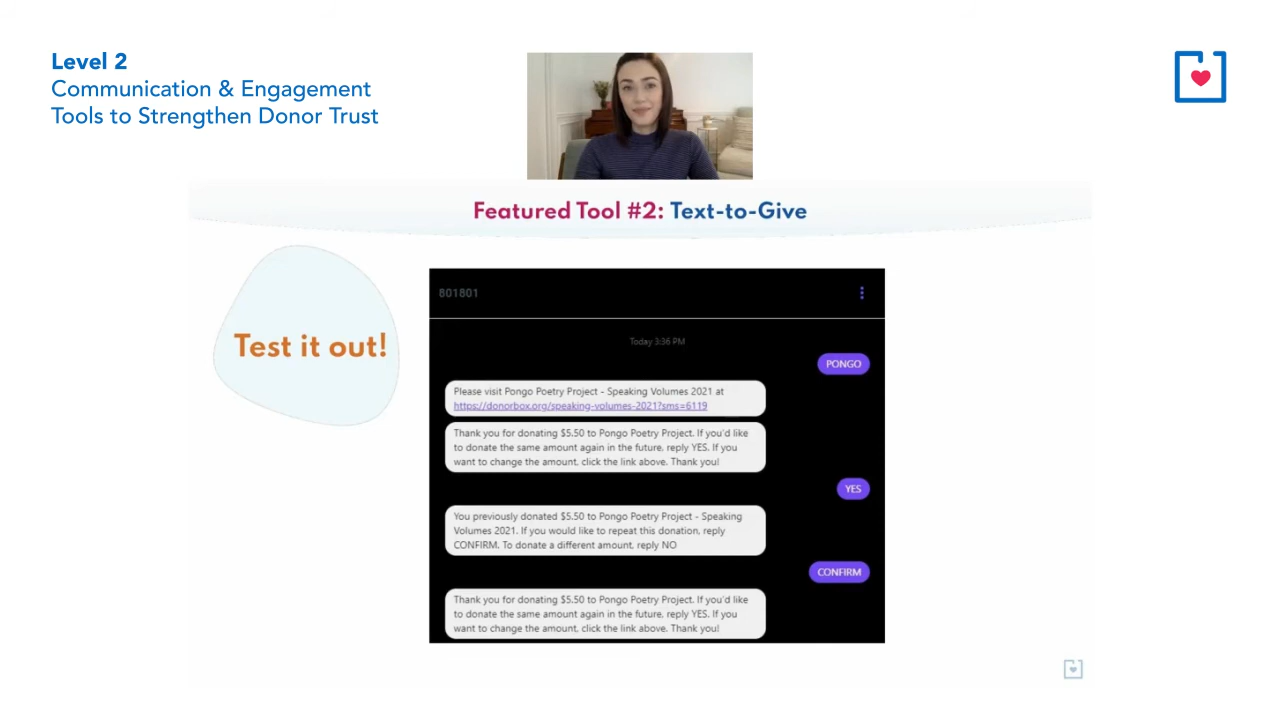 Level 2
Communication & Engagement
Tools to Strengthen Donor Trust
Featured Tool #2: Text-to-Give
Test it out!
801801
Today 3:36 PM
PONGO
Please visit Pongo Poetry Project - Speaking Volumes 2021 at
https://donorbox.org/speaking-volumes-2021?sms=6119
Thank you for donating $5.50 to Pongo Poetry Project. If you'd like
to donate the same amount again in the future, reply YES. If you
want to change the amount, click the link above. Thank you!
YES
You previously donated $5.50 to Pongo Poetry Project - Speaking
Volumes 2021. If you would like to repeat this donation, reply
CONFIRM. To donate a different amount, reply NO
CONFIRM
Thank you for donating $5.50 to Pongo Poetry Project. If you'd like
to donate the same amount again in the future, reply YES. If you
want to change the amount, click the link above. Thank you!